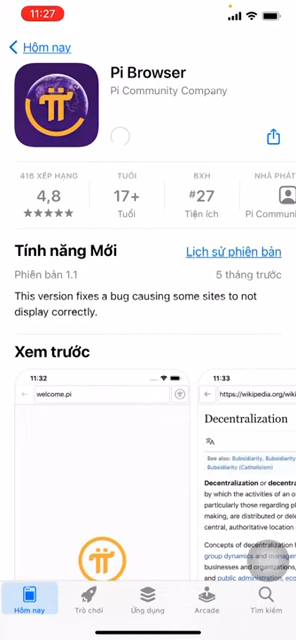 11:27
Hôm nay
Pi Browser
Pi Community Company
416 XẾP HẠNG
4,8
TUỔI
17+
Tuổi
BXH
#27
Tiện ích
NHÀ PHÁT
Pi Communi
Tính năng Mới
Lịch sử phiên bản
Phiên bản 1.1
5 tháng trước
This version fixes a bug causing some sites to not
display correctly.
Xem trước
11:32
welcome.pi
11:33
https://wikipedia.org/wiki/
Decentralization
See also: Subsidiarity, Subsidiarity
Subsidiarity (Catholicism)
Decentralization or decentra
by which the activities of an o
particularly those regarding pl
making, are distributed or dele
central, authoritative location
Concepts of decentralization h
group dynamics and manage
businesses and organizations,
and public administration, eco
Hôm nay
Trò chơi
Ứng dụng
Arcade
Tìm kiếm